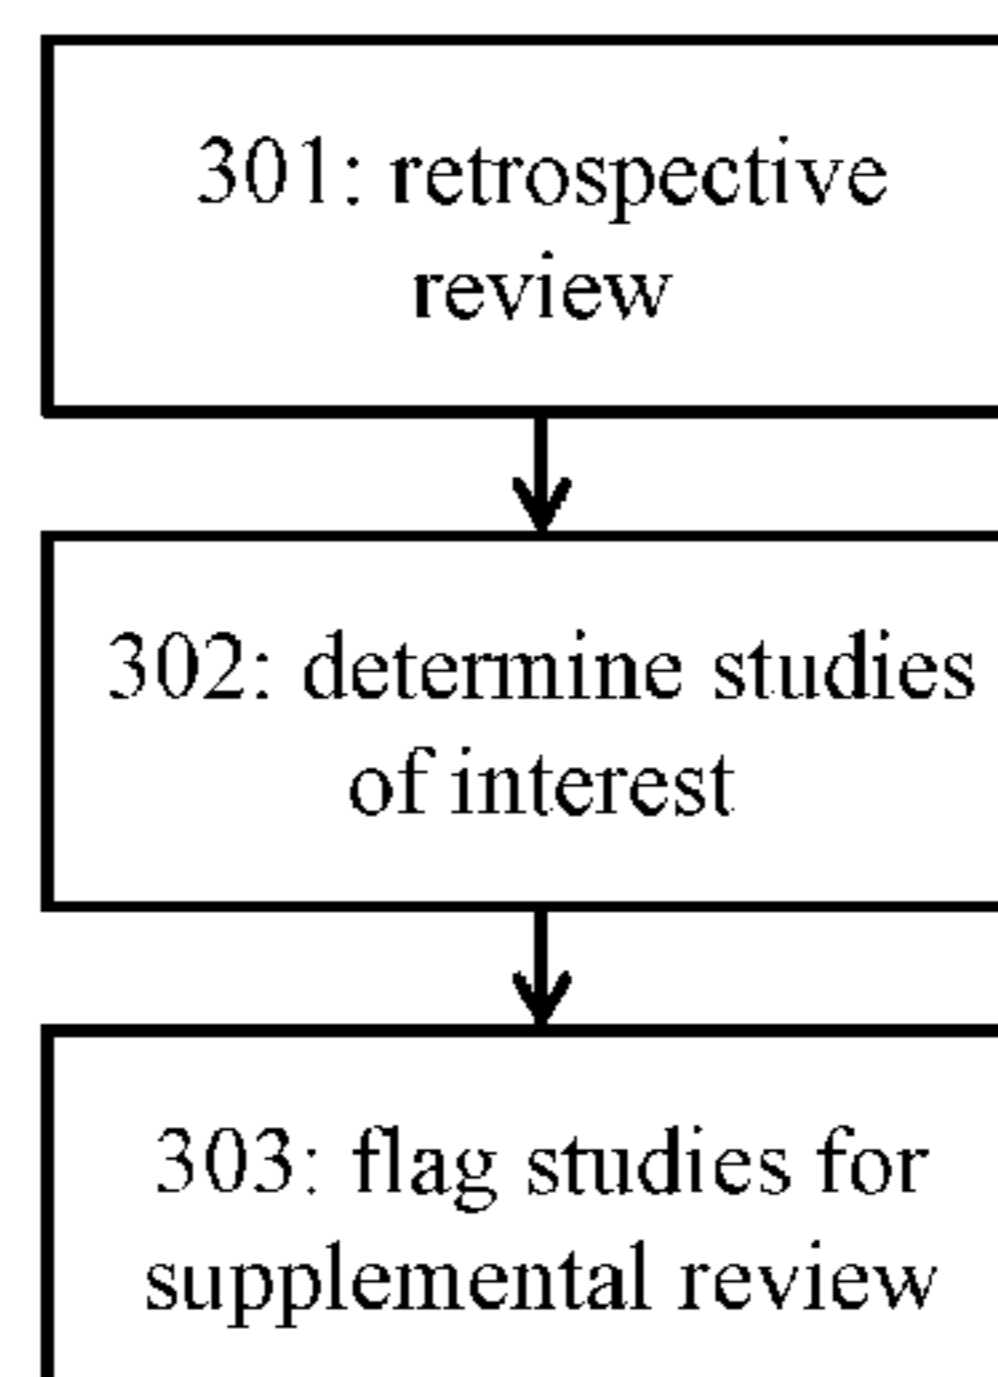 301: retrospective
review
302: determine studies
of interest
303: flag studies for
supplemental review